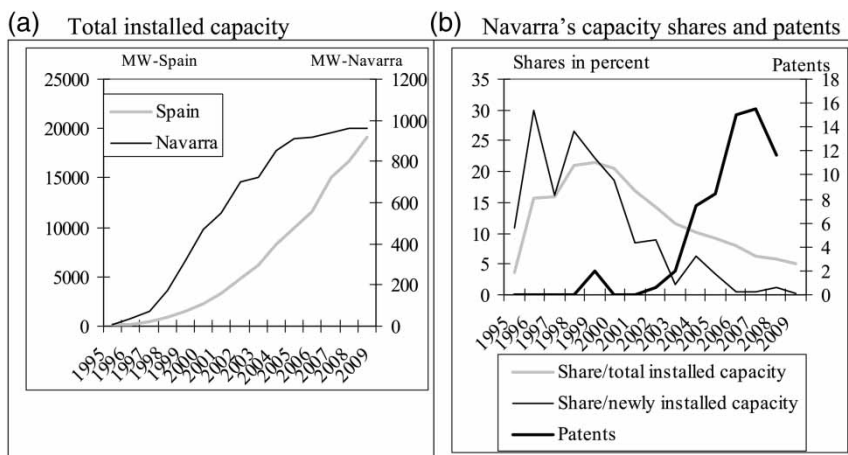 (a) Total installed capacity
MW-Spain MW-Navarra
25000 1200
20000 1000
15000 800
10000 600
5000 400
0 200
0
Spain
Navarra
1995 1996 1997 1998 1999 2000 2001 2002 2003 2004 2005 2006 2007 2008 2009
(b) Navarra's capacity shares and patents
Shares in percent Patents
35 18
30 16
25 14
20 12
15 10
10 8
5 6
0 4
2
0
1995 1996 1997 1998 1999 2000 2001 2002 2003 2004 2005 2006 2007 2008 2009
Share/total installed capacity
Share/newly installed capacity
Patents